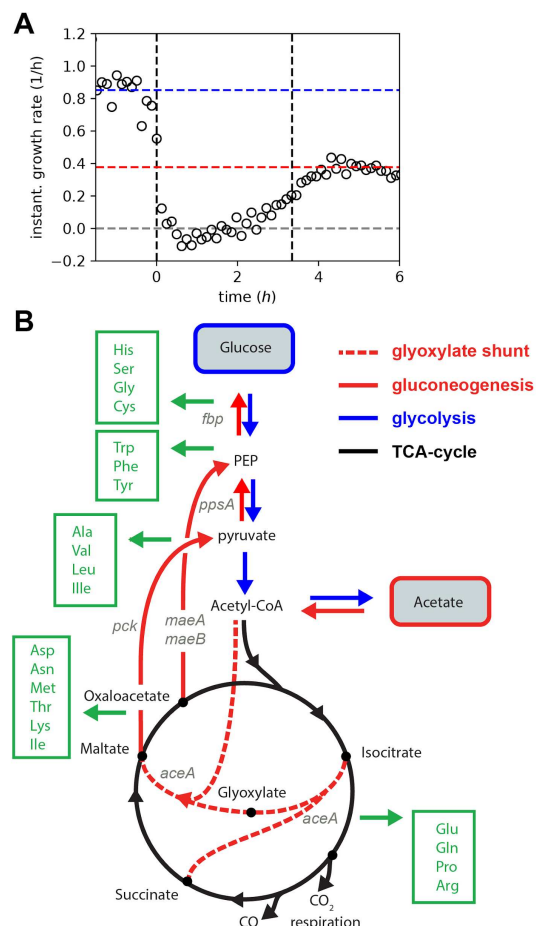 A
1.2
1.0
0.8
0.6
0.4
0.2
0.0
−0.2
instant. growth rate (1/h)
0
2
4
6
time (h)
B
His
Ser
Gly
Cys
Glucose
glyoxylate shunt
gluconeogenesis
glycolysis
TCA-cycle
fbp
Trp
Phe
Tyr
PEP
ppsA
pyruvate
Ala
Val
Leu
Ille
Acetyl-CoA
Acetate
pck
maeA
maeB
Asp
Asn
Met
Thr
Lys
Ile
Oxaloacetate
Maltate
Isocitrate
aceA
Glyoxylate
aceA
Glu
Gln
Pro
Arg
Succinate
CO2
respiration
CO